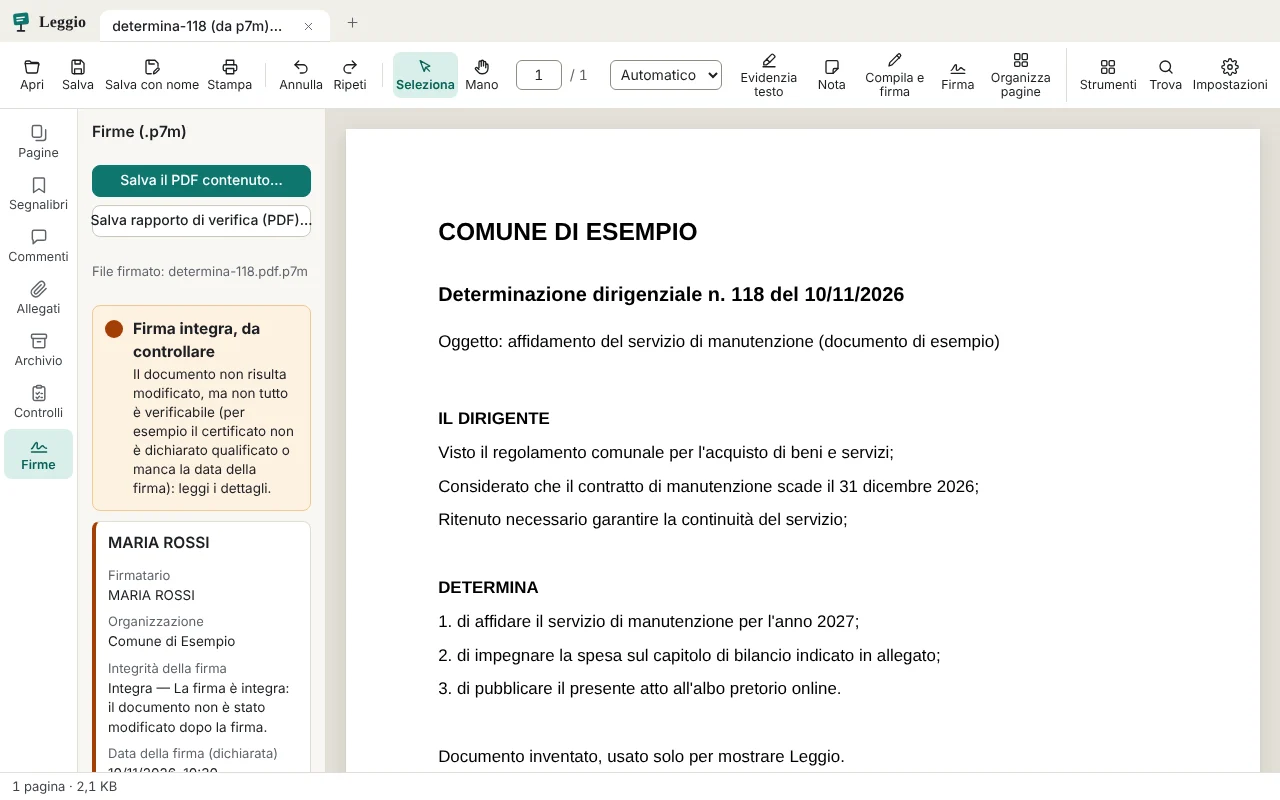 Leggio
determina-118 (da p7m)...
Apri
Salva
Salva con nome
Stampa
Annulla
Ripeti
Seleziona
Mano
1 / 1
Automatico
Evidenzia testo
Nota
Compila e firma
Firma
Organizza pagine
Strumenti
Trova
Impostazioni
Pagine
Segnalibri
Commenti
Allegati
Archivio
Controlli
Firme
Firme (.p7m)
Salva il PDF contenuto...
Salva rapporto di verifica (PDF)...
File firmato: determina-118.pdf.p7m
Firma integra, da
controllare
Il documento non risulta
modificato, ma non tutto
è verificabile (per
esempio il certificato non
è dichiarato qualificato o
manca la data della
firma): leggi i dettagli.
MARIA ROSSI
Firmatario
MARIA ROSSI
Organizzazione
Comune di Esempio
Integrità della firma
Integra — La firma è integra:
il documento non è stato
modificato dopo la firma.
Data della firma (dichiarata)
COMUNE DI ESEMPIO
Determinazione dirigenziale n. 118 del 10/11/2026
Oggetto: affidamento del servizio di manutenzione (documento di esempio)
IL DIRIGENTE
Visto il regolamento comunale per l'acquisto di beni e servizi;
Considerato che il contratto di manutenzione scade il 31 dicembre 2026;
Ritenuto necessario garantire la continuità del servizio;
DETERMINA
1. di affidare il servizio di manutenzione per l'anno 2027;
2. di impegnare la spesa sul capitolo di bilancio indicato in allegato;
3. di pubblicare il presente atto all'albo pretorio online.
Documento inventato, usato solo per mostrare Leggio.
1 pagina · 2,1 KB